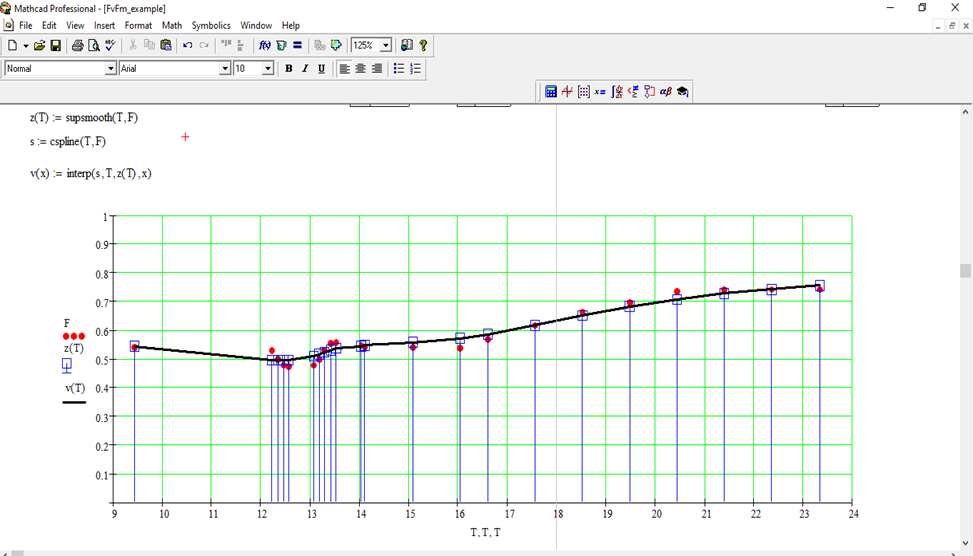 Mathcad Professional - [FvFm_example]
File Edit View Insert Format Math Symbolics Window Help
f(x) = 125% ?
Normal Arial 10 B I U
x= ∫ αβ
z(T) := supsmooth(T,F)
s := cspline(T,F)
v(x) := interp(s,T,z(T),x)
1
0.9
0.8
0.7
0.6
0.5
0.4
0.3
0.2
0.1
F
z(T)
v(T)
9 10 11 12 13 14 15 16 17 18 19 20 21 22 23 24
T,T,T